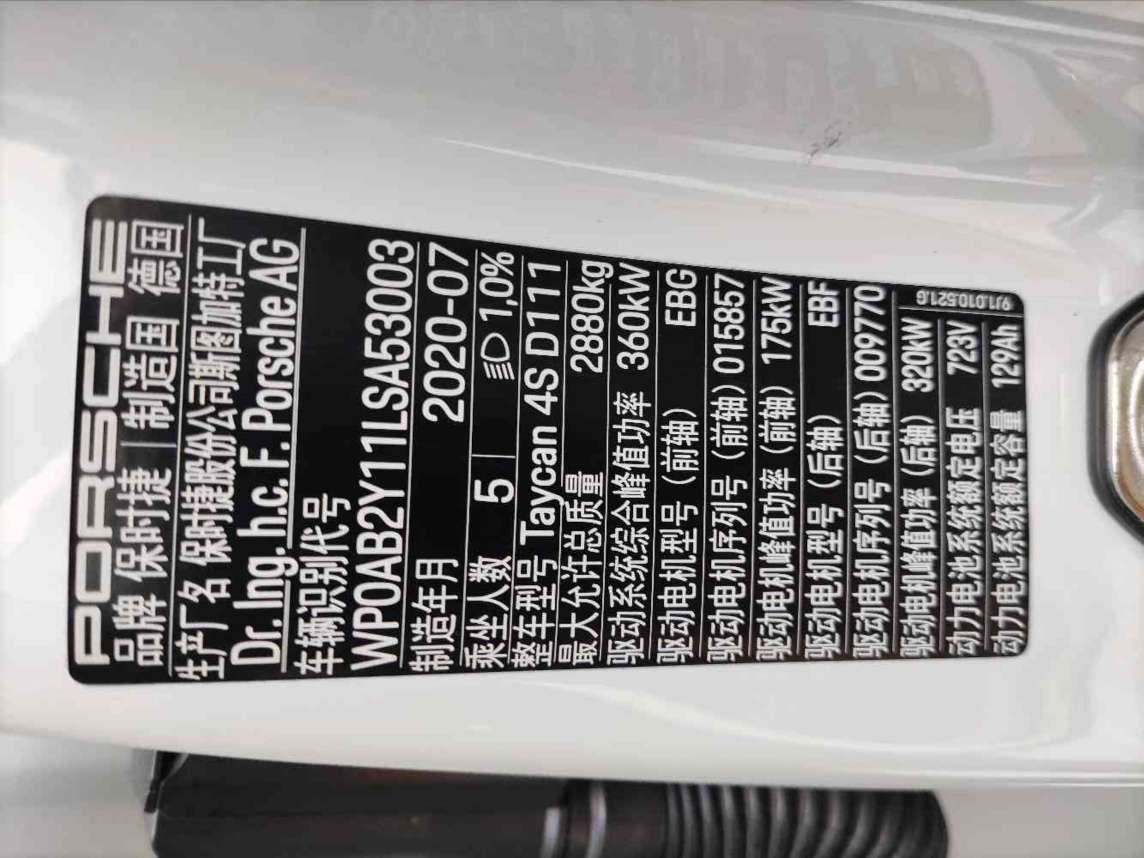 PORSCHE
品牌 保时捷 | 制造国 德国
生产厂名 保时捷股份公司斯图加特工厂
Dr. Ing. h.c. F. Porsche AG
车辆识别代号
WP0AB2Y11LSA53003
制造年月 2020-07
乘坐人数 5 1,0%
整车型号 Taycan 4S D111
最大允许总质量 2880kg
驱动系统综合峰值功率 360kW
驱动电机型号（前轴） EBG
驱动电机序列号（前轴）015857
驱动电机峰值功率（前轴）175kW
驱动电机型号（后轴） EBF
驱动电机序列号（后轴）009770
驱动电机峰值功率（后轴）320kW
动力电池系统额定电压 723V
动力电池系统额定容量 129Ah
9J1.010.521.G